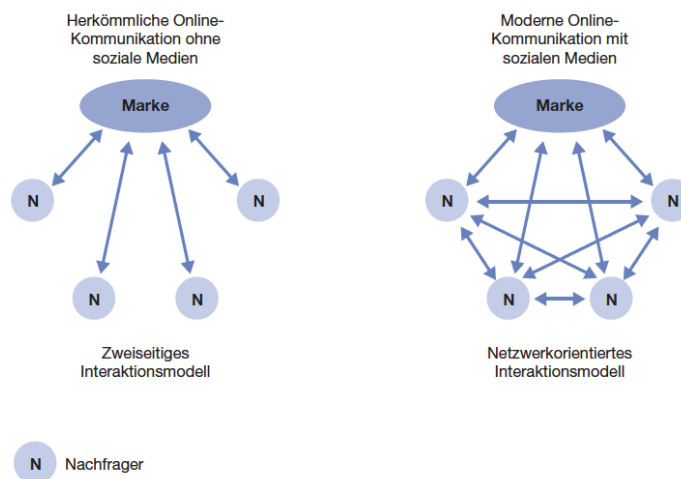 Herkömmliche Online-
Kommunikation ohne
soziale Medien
Marke
N
N
N
N
Zweiseitiges
Interaktionsmodell
Moderne Online-
Kommunikation mit
sozialen Medien
Marke
N
N
N
N
Netzwerkorientiertes
Interaktionsmodell
N Nachfrager